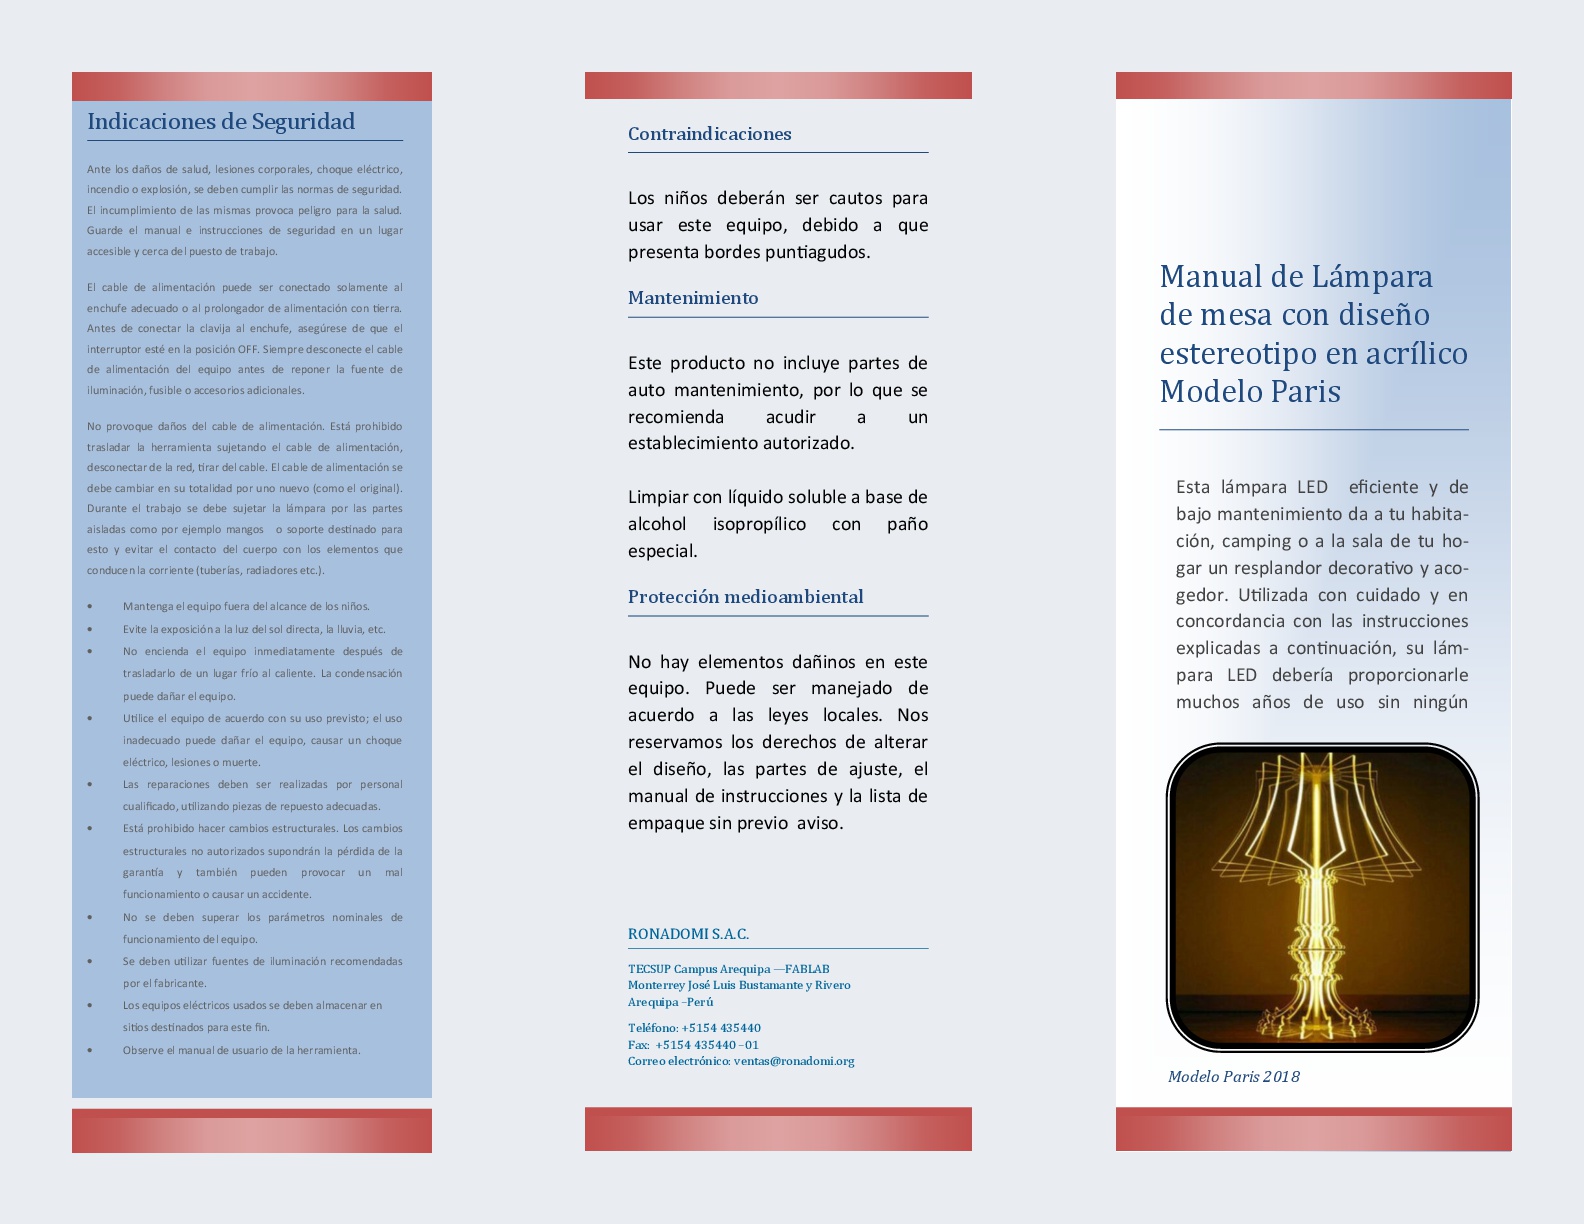 Indicaciones de Seguridad
Ante los daños de salud, lesiones corporales, choque eléctrico,
incendio o explosión, se deben cumplir las normas de seguridad.
El incumplimiento de las mismas provoca peligro para la salud.
Guarde el manual e instrucciones de seguridad en un lugar
accesible y cerca del puesto de trabajo.
El cable de alimentación puede ser conectado solamente al
enchufe adecuado o al prolongador de alimentación con tierra.
Antes de conectar la clavija al enchufe, asegúrese de que el
interruptor esté en la posición OFF. Siempre desconecte el cable
de alimentación del equipo antes de reponer la fuente de
iluminación, fusible o accesorios adicionales.
No provoque daños del cable de alimentación. Está prohibido
trasladar la herramienta sujetando el cable de alimentación,
desconectar de la red, tirar del cable. El cable de alimentación se
debe cambiar en su totalidad por uno nuevo (como el original).
Durante el trabajo se debe sujetar la lámpara por las partes
aisladas como por ejemplo mangos o soporte destinado para
esto y evitar el contacto del cuerpo con los elementos que
conducen la corriente (tuberías, radiadores etc.).
• Mantenga el equipo fuera del alcance de los niños.
• Evite la exposición a la luz del sol directa, la lluvia, etc.
• No encienda el equipo inmediatamente después de
trasladarlo de un lugar frío al caliente. La condensación
puede dañar el equipo.
• Utilice el equipo de acuerdo con su uso previsto; el uso
inadecuado puede dañar el equipo, causar un choque
eléctrico, lesiones o muerte.
• Las reparaciones deben ser realizadas por personal
cualificado, utilizando piezas de repuesto adecuadas.
• Está prohibido hacer cambios estructurales. Los cambios
estructurales no autorizados supondrán la pérdida de la
garantía y también pueden provocar un mal
funcionamiento o causar un accidente.
• No se deben superar los parámetros nominales de
funcionamiento del equipo.
• Se deben utilizar fuentes de iluminación recomendadas
por el fabricante.
• Los equipos eléctricos usados se deben almacenar en
sitios destinados para este fin.
• Observe el manual de usuario de la herramienta.
Contraindicaciones
Los niños deberán ser cautos para
usar este equipo, debido a que
presenta bordes puntiagudos.
Mantenimiento
Este producto no incluye partes de
auto mantenimiento, por lo que se
recomienda acudir a un
establecimiento autorizado.
Limpiar con líquido soluble a base de
alcohol isopropílico con paño
especial.
Protección medioambiental
No hay elementos dañinos en este
equipo. Puede ser manejado de
acuerdo a las leyes locales. Nos
reservamos los derechos de alterar
el diseño, las partes de ajuste, el
manual de instrucciones y la lista de
empaque sin previo aviso.
RONADOMI S.A.C.
TECSUP Campus Arequipa —FABLAB
Monterrey José Luis Bustamante y Rivero
Arequipa –Perú
Teléfono: +5154 435440
Fax: +5154 435440 –01
Correo electrónico: ventas@ronadomi.org
Manual de Lámpara
de mesa con diseño
estereotipo en acrílico
Modelo Paris
Esta lámpara LED eficiente y de
bajo mantenimiento da a tu habita-
ción, camping o a la sala de tu ho-
gar un resplandor decorativo y aco-
gedor. Utilizada con cuidado y en
concordancia con las instrucciones
explicadas a continuación, su lám-
para LED debería proporcionarle
muchos años de uso sin ningún
Modelo Paris 2018